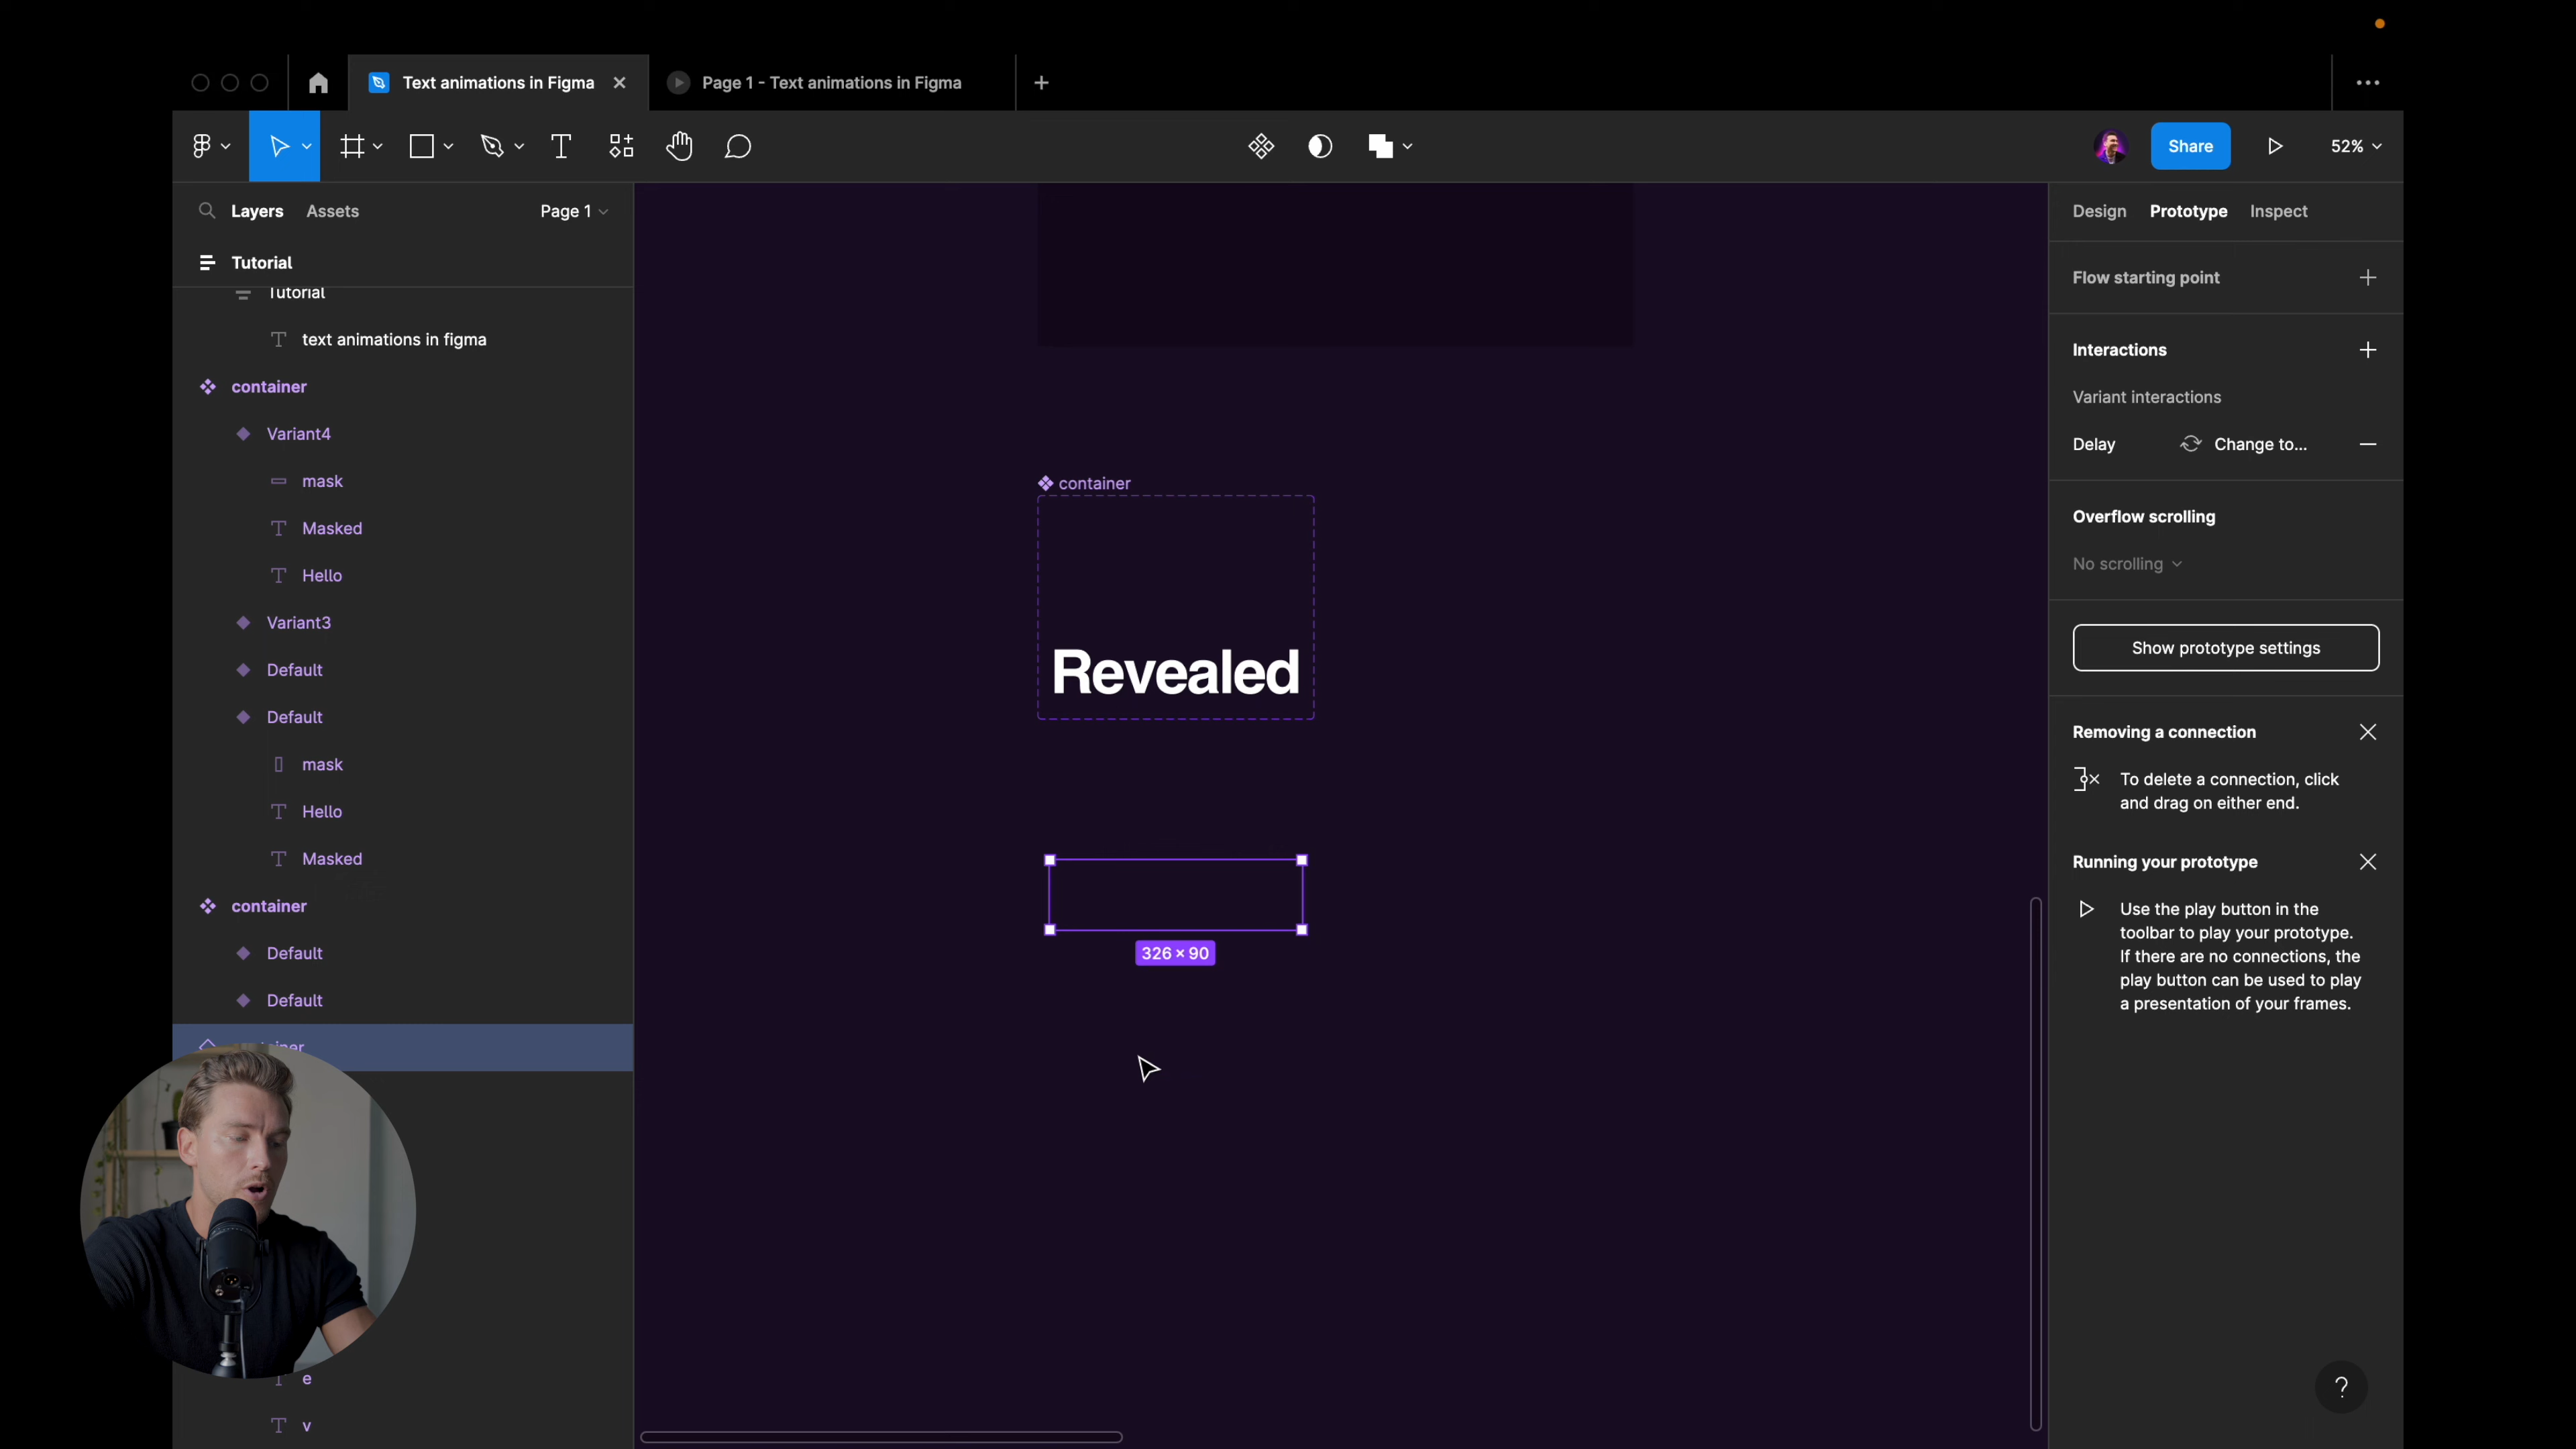 Text animations in Figma
Page 1 - Text animations in Figma
Share
52%
Layers
Assets
Page 1
Design
Prototype
Inspect
Tutorial
Tutorial
text animations in figma
container
Variant4
mask
Masked
Hello
Variant3
Default
Default
mask
Hello
Masked
container
Default
Default
e
v
container
Revealed
326 × 90
Flow starting point
Interactions
Variant interactions
Delay
Change to...
Overflow scrolling
No scrolling
Show prototype settings
Removing a connection
To delete a connection, click
and drag on either end.
Running your prototype
Use the play button in the
toolbar to play your prototype.
If there are no connections, the
play button can be used to play
a presentation of your frames.
?